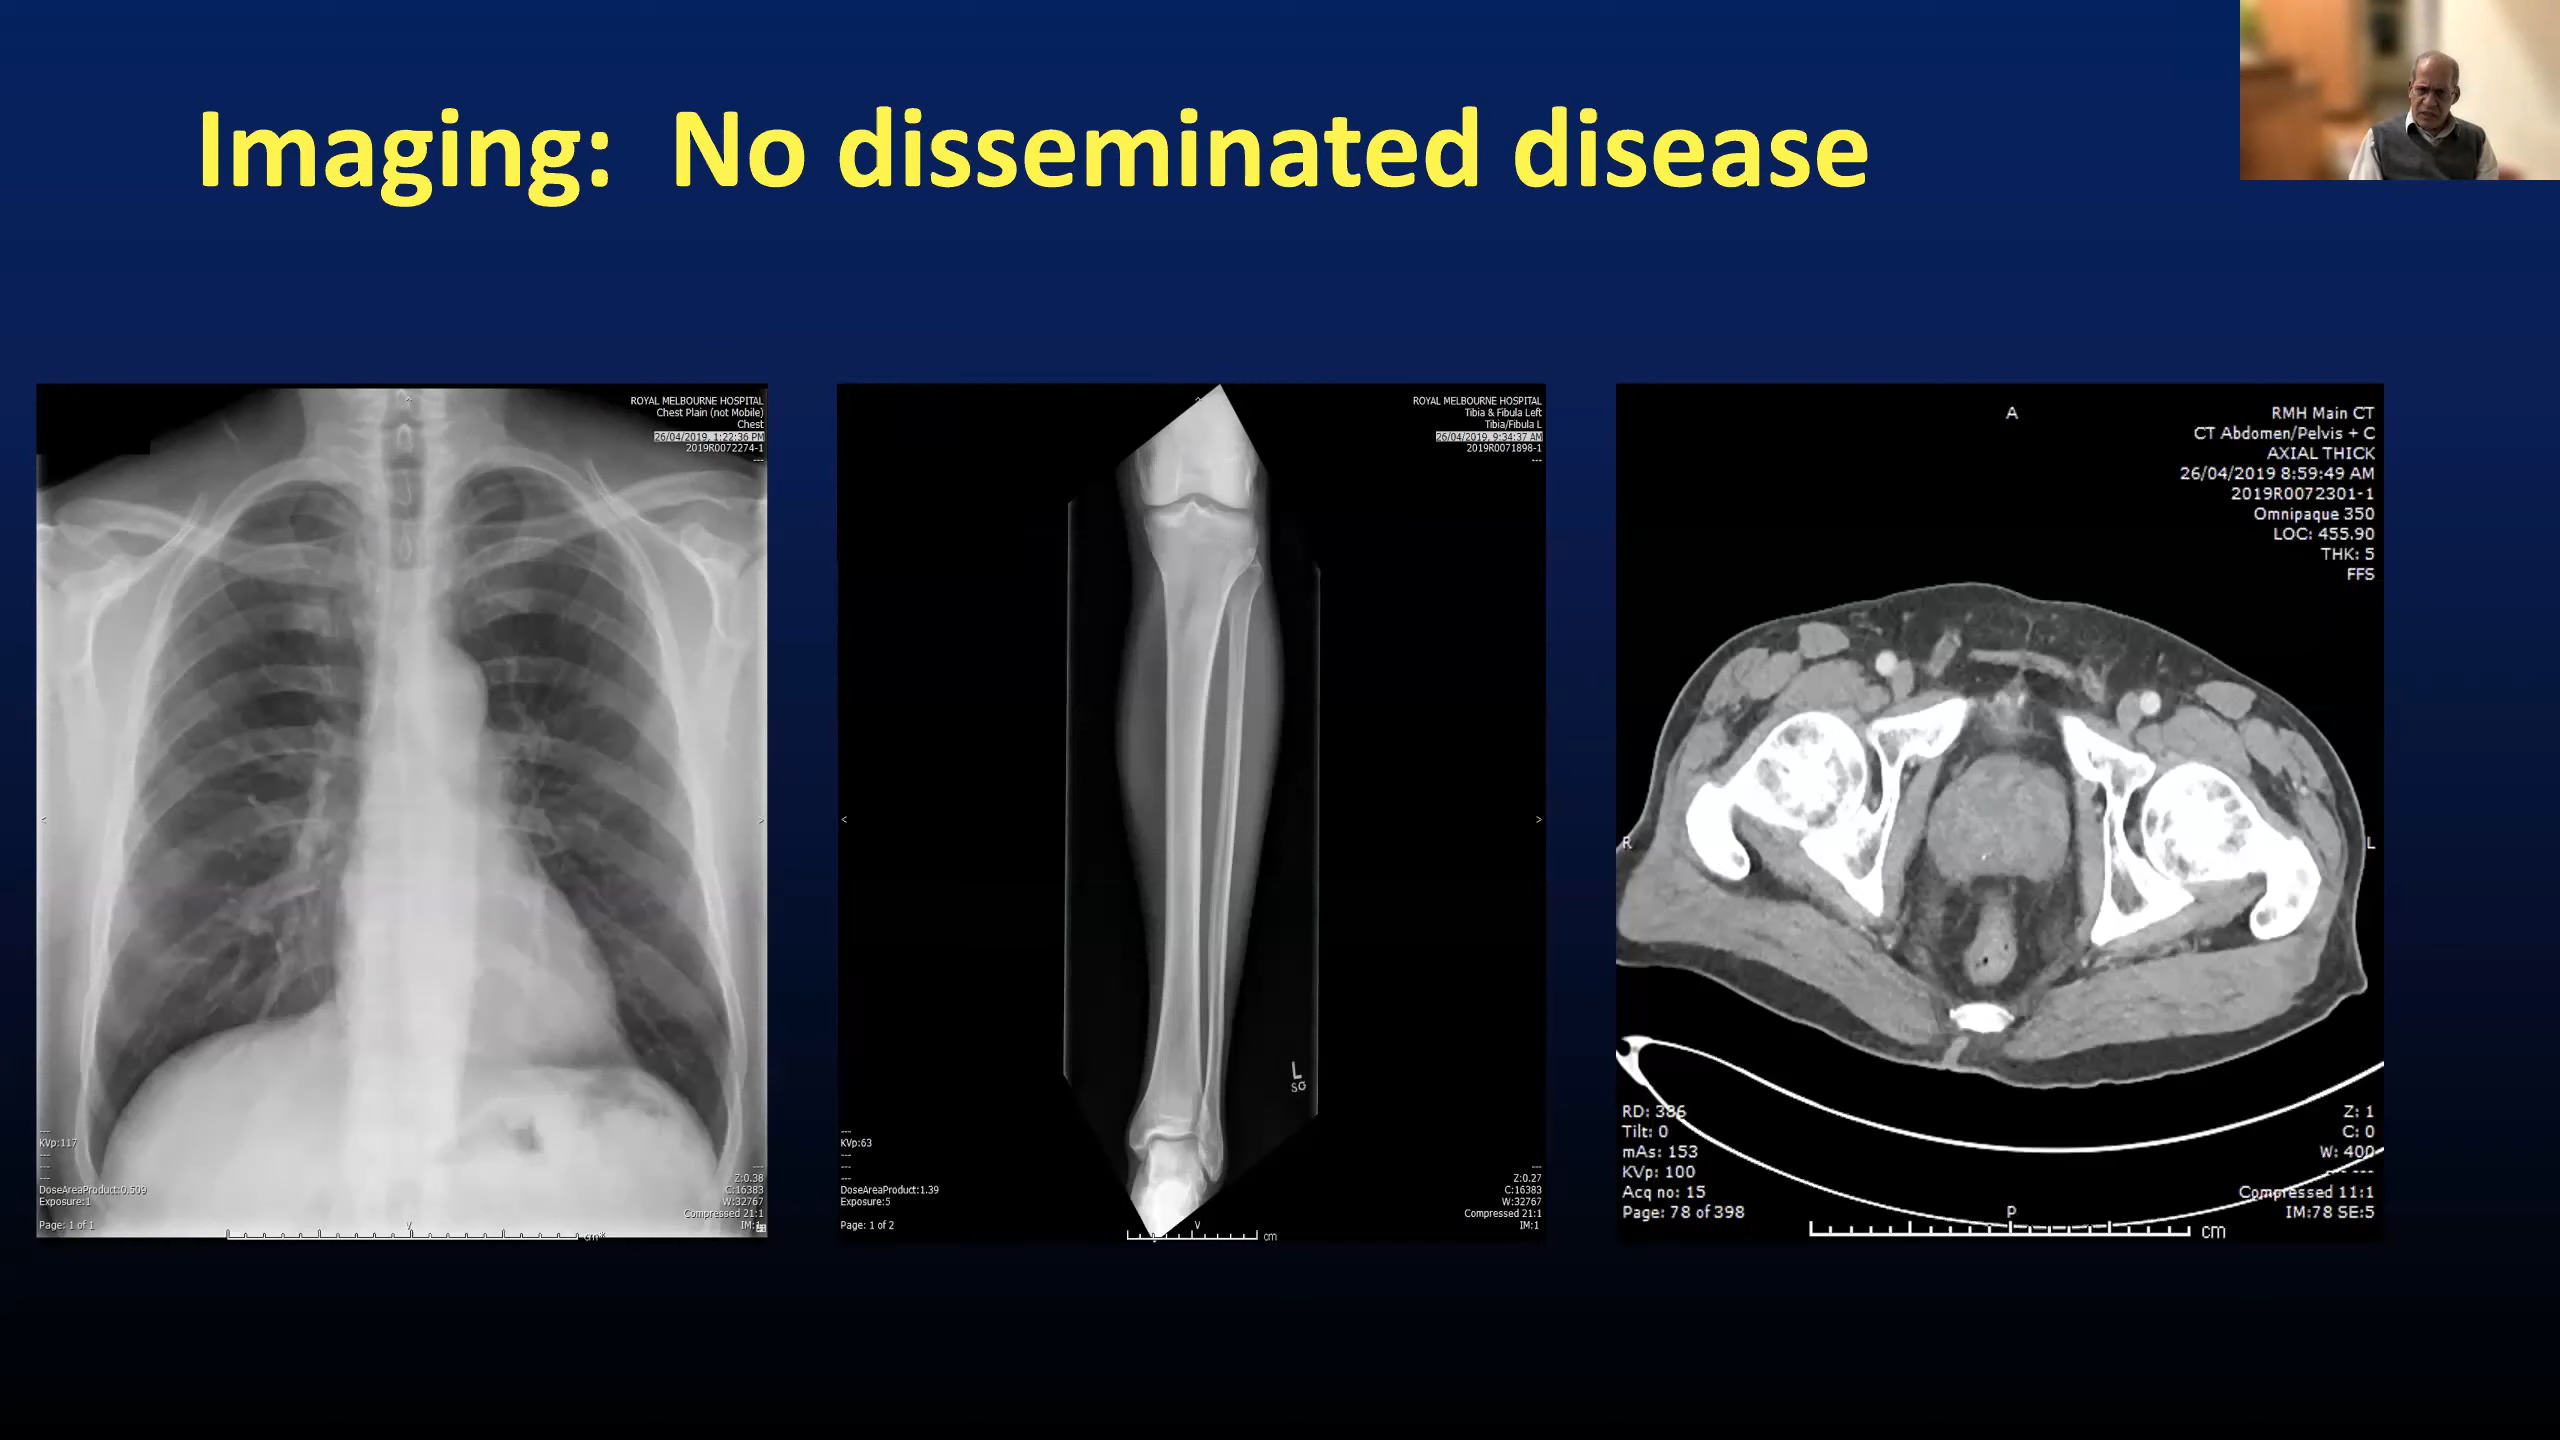 Imaging: No disseminated disease
ROYAL MELBOURNE HOSPITAL
Chest Plain (not Mobile)
Chest
26/04/2019, 1:22:36 PM
2019R0072274-1
---
---
KVp:117
---
---
---
DoseAreaProduct:0.509
Exposure:1
Page: 1 of 1
---
Z:0.38
C:16383
W:32767
Compressed 21:1
IM:1
cm
ROYAL MELBOURNE HOSPITAL
Tibia & Fibula Left
Tibia/Fibula L
26/04/2019, 9:34:37 AM
2019R0071898-1
---
L
SG
---
KVp:63
---
---
---
DoseAreaProduct:1.39
Exposure:5
Page: 1 of 2
---
Z:0.27
C:16383
W:32767
Compressed 21:1
IM:1
cm
A
RMH Main CT
CT Abdomen/Pelvis + C
AXIAL THICK
26/04/2019 8:59:49 AM
2019R0072301-1
Omnipaque 350
LOC: 455.90
THK: 5
FFS
R
L
RD: 386
Tilt: 0
mAs: 153
KVp: 100
Acq no: 15
Page: 78 of 398
Z: 1
C: 0
W: 400
Compressed 11:1
IM:78 SE:5
P
cm